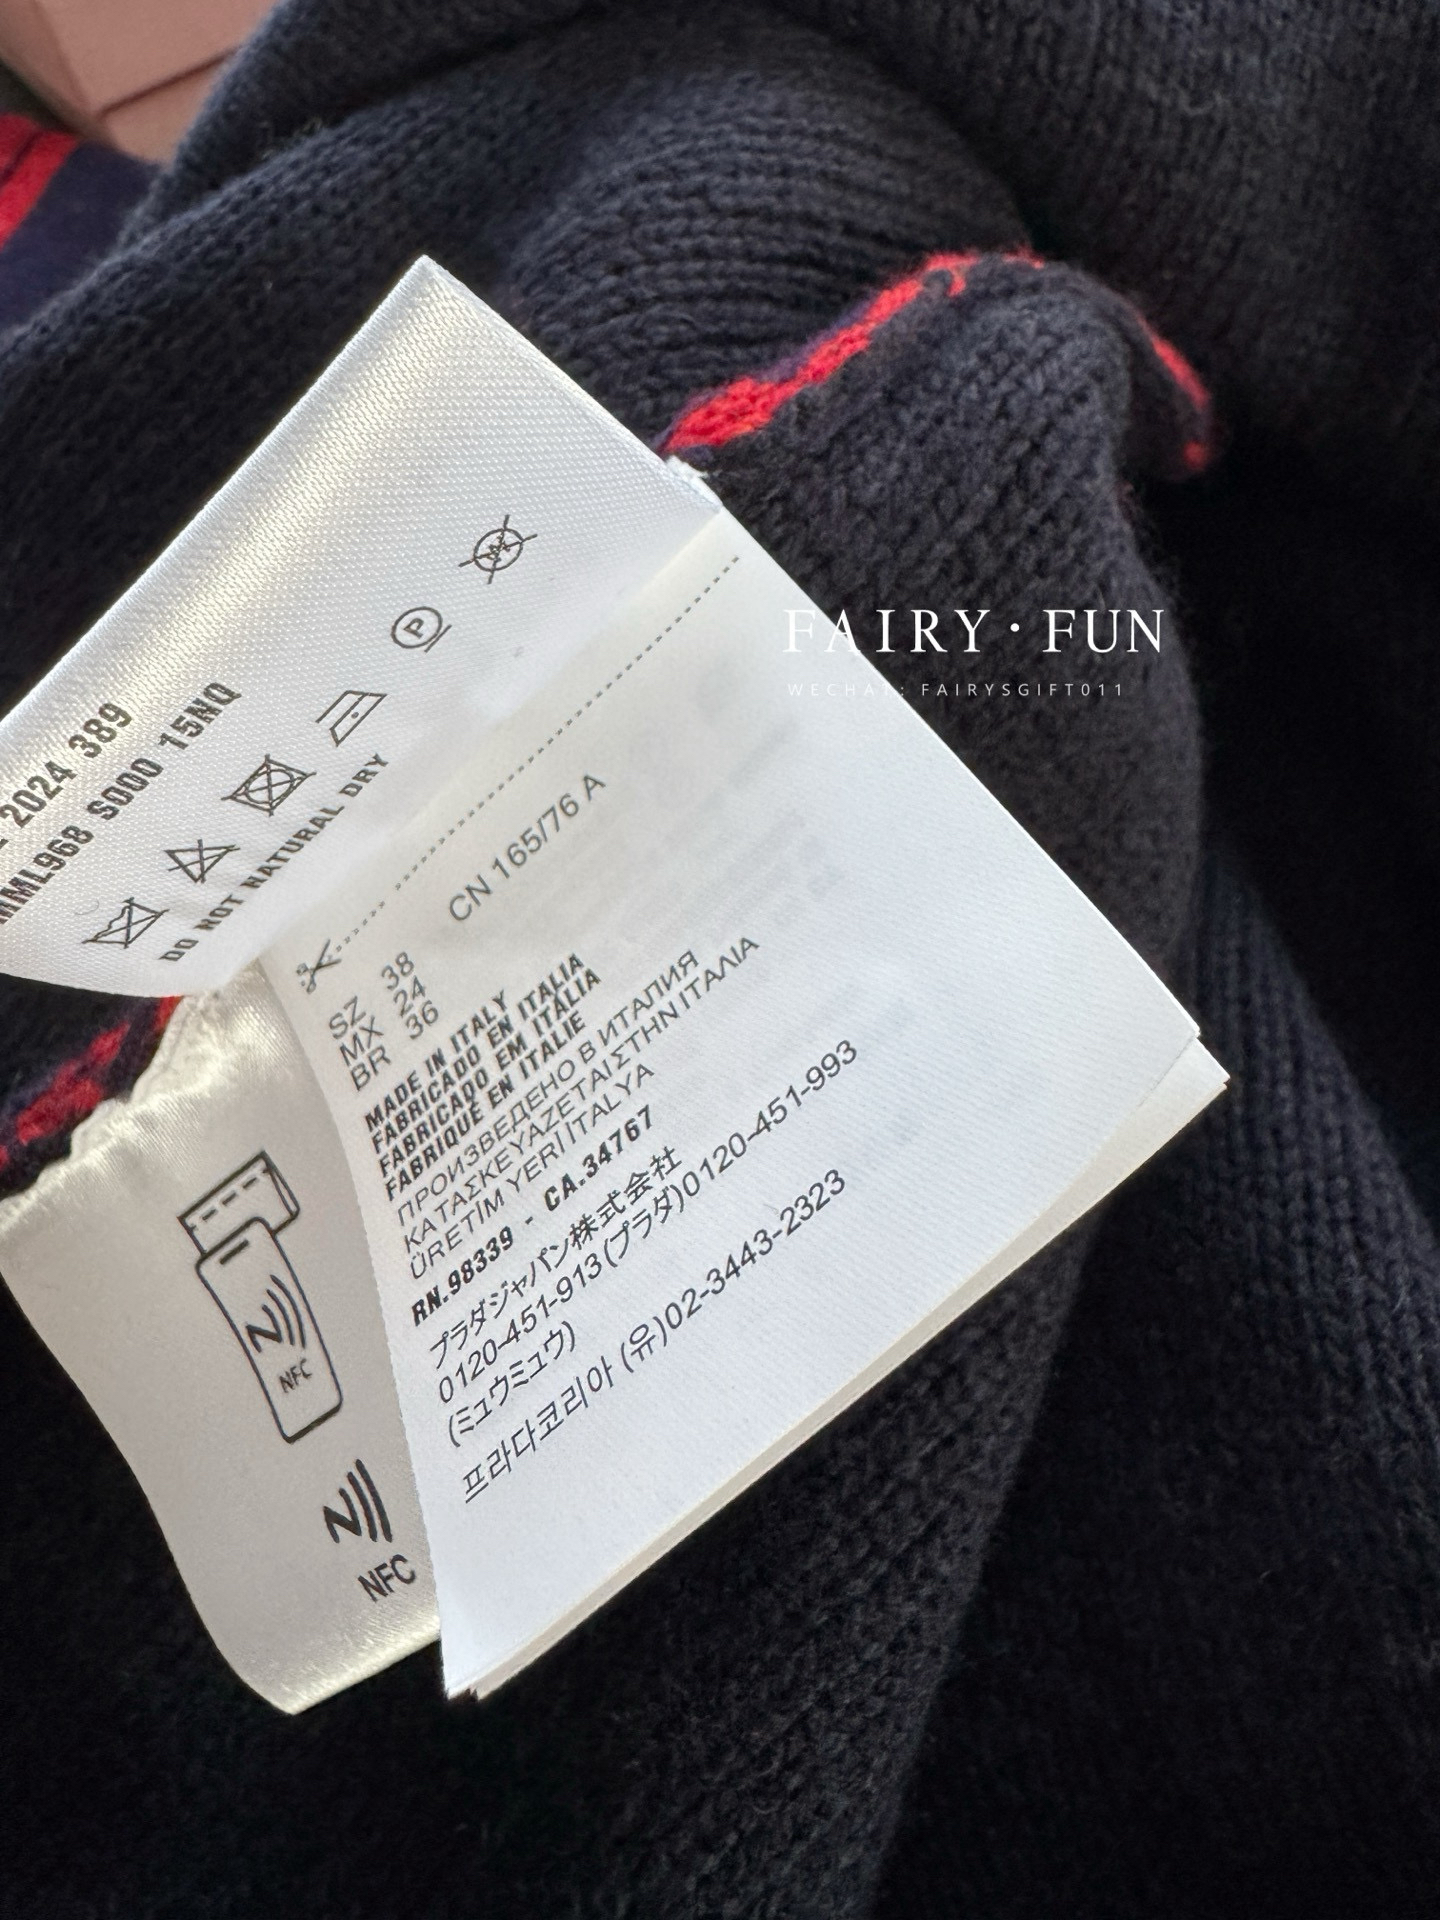 2024 389
MML968 S000 15NQ
DO NOT NATURAL DRY
P
CN 165/76 A
SZ 38
MX 24
BR 36
MADE IN ITALY
FABRICADO EN ITALIA
FABRICADO EM ITÁLIA
FABRIQUÉ EN ITALIE
ПРОИЗВЕДЕНО В ИТАЛИЯ
ΚΑΤΑΣΚΕΥΑΖΕΤΑΙ ΣΤΗΝ ΙΤΑΛΙΑ
ÜRETİM YERİ İTALYA
RN.98339 - CA.34767
プラダジャパン株式会社
0120-451-913(プラダ)0120-451-993
(ミュウミュウ)
프라다코리아 (유)02-3443-2323
NFC
NFC
FAIRY·FUN
WECHAT: FAIRYSGIFT011